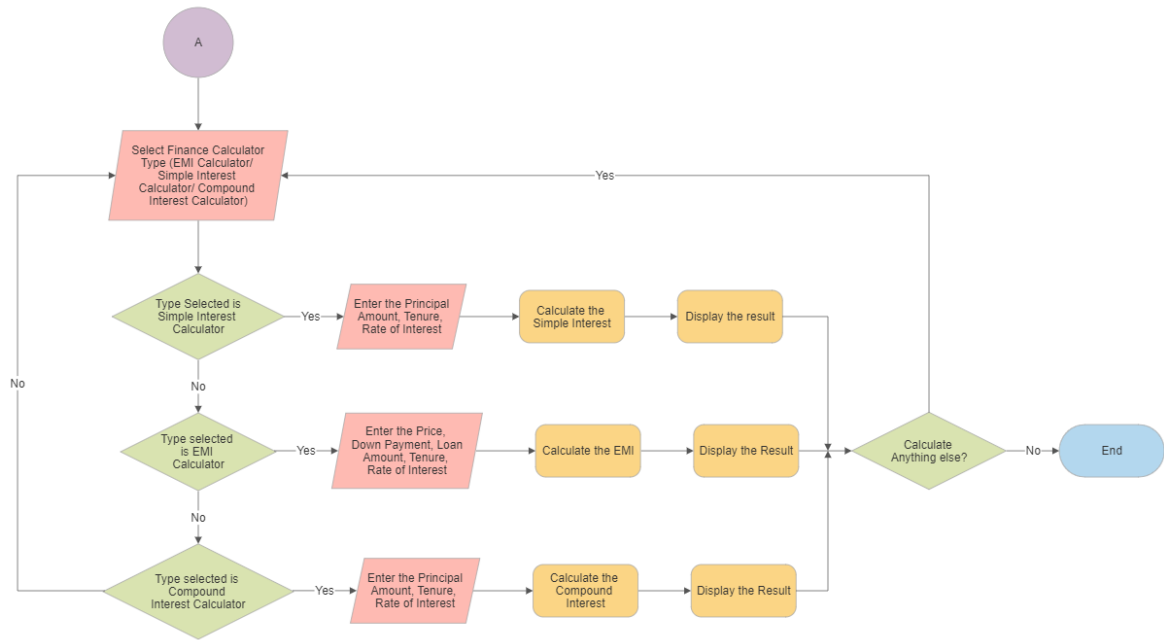 A
Select Finance Calculator
Type (EMI Calculator/
Simple Interest
Calculator/ Compound
Interest Calculator)
Yes
Type Selected is
Simple Interest
Calculator
Yes
Enter the Principal
Amount, Tenure,
Rate of Interest
Calculate the
Simple Interest
Display the result
No
No
Type selected
is EMI
Calculator
Yes
Enter the Price,
Down Payment, Loan
Amount, Tenure,
Rate of Interest
Calculate the EMI
Display the Result
Calculate
Anything else?
No
End
No
Type selected is
Compound
Interest Calculator
Yes
Enter the Principal
Amount, Tenure,
Rate of Interest
Calculate the
Compound
Interest
Display the Result